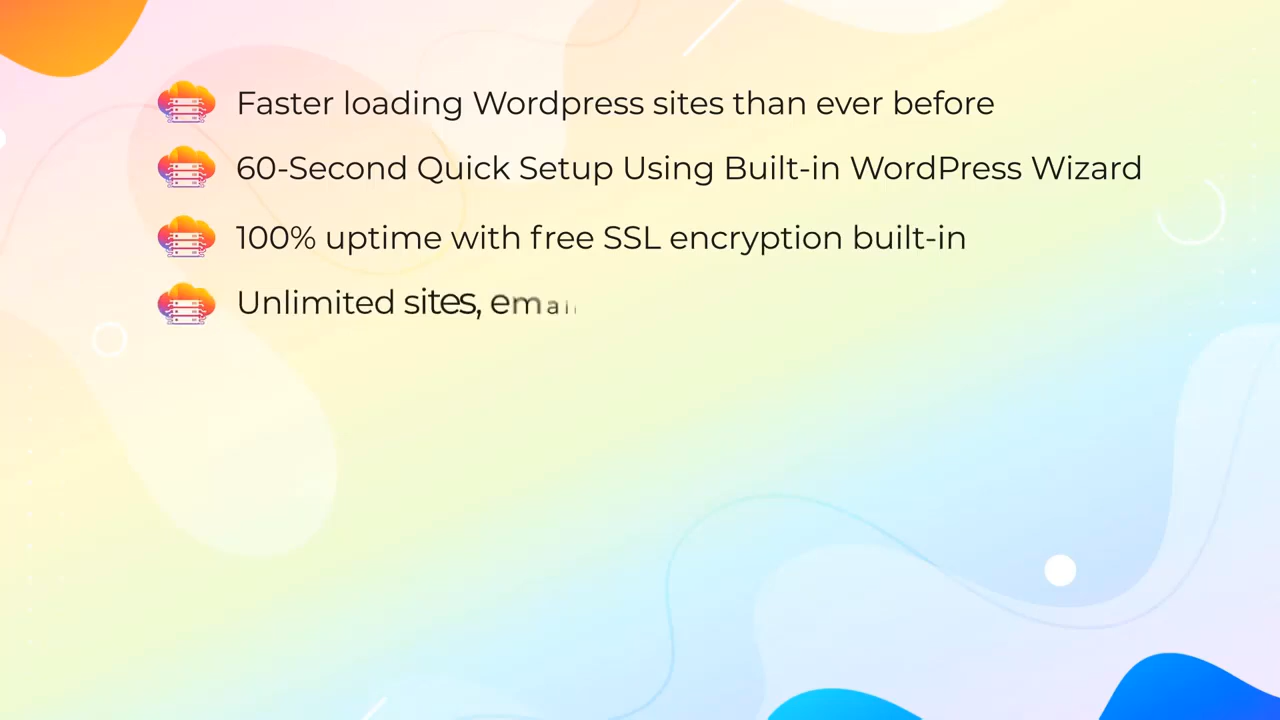 Faster loading Wordpress sites than ever before
60-Second Quick Setup Using Built-in WordPress Wizard
100% uptime with free SSL encryption built-in
Unlimited sites,